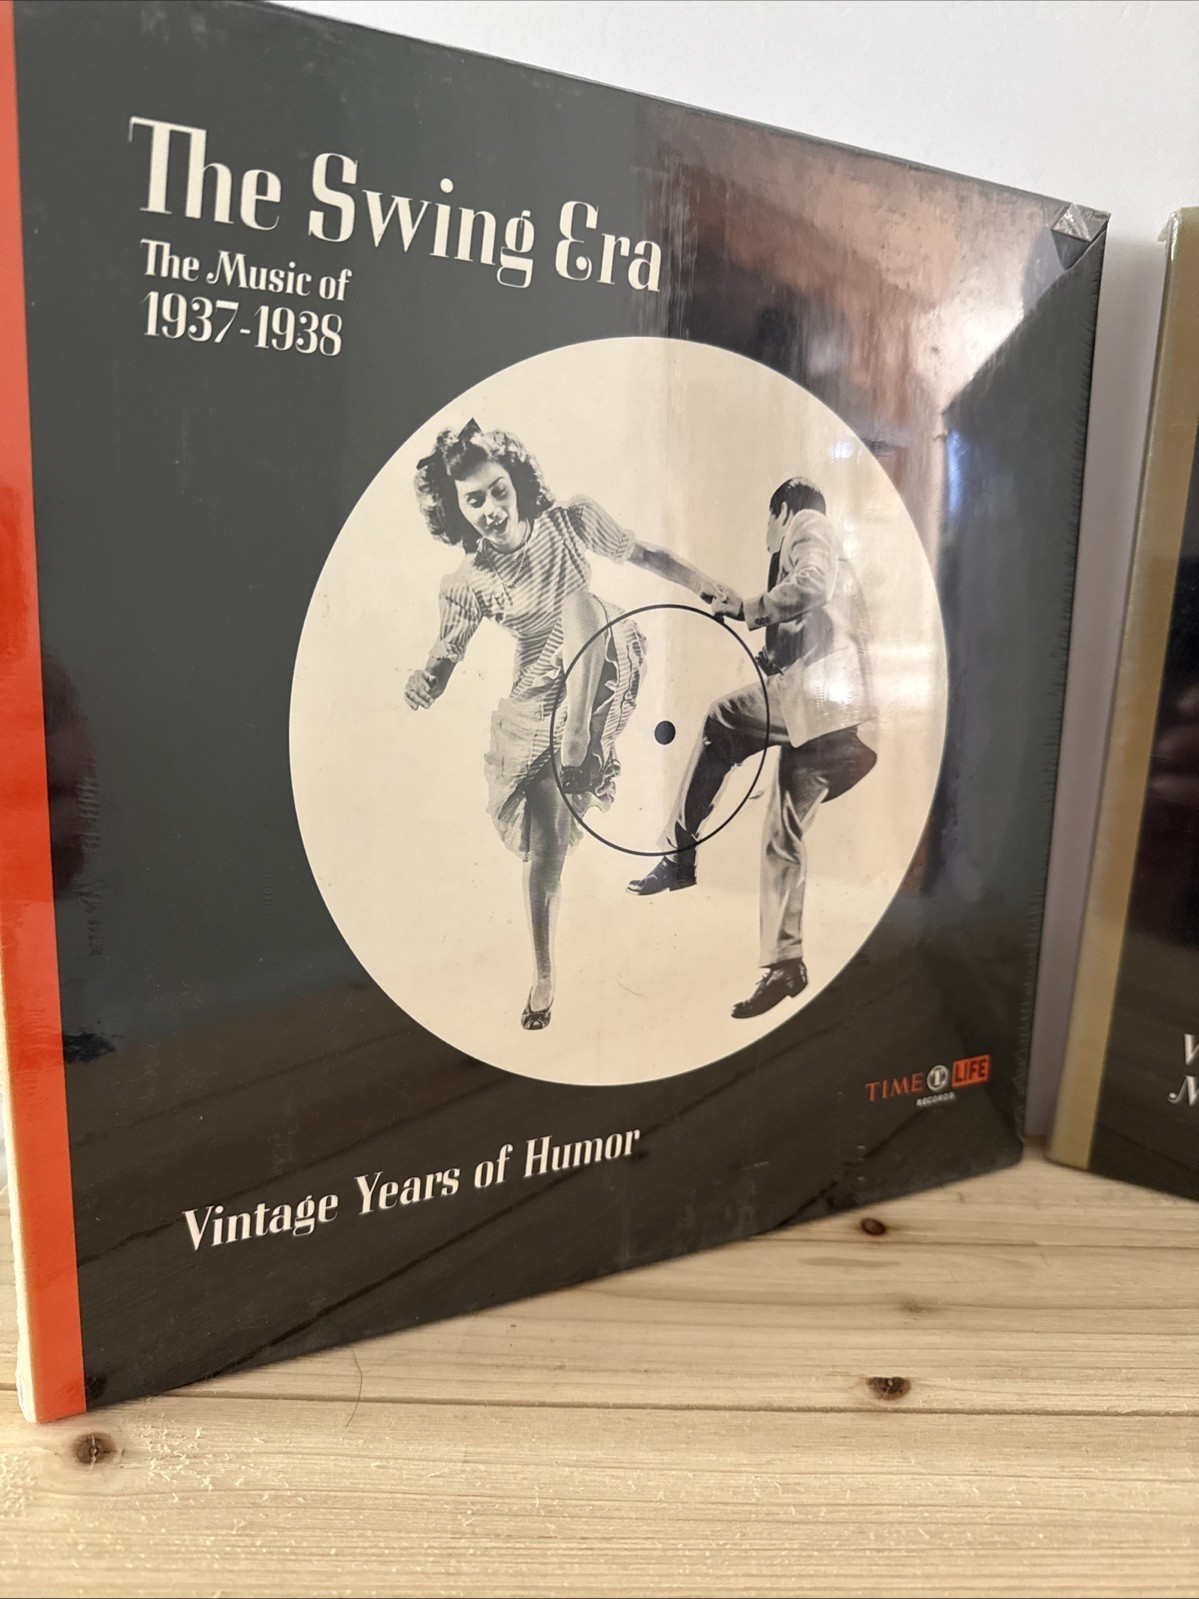 The Swing Era
The Music of
1937-1938
TIME LIFE
RECORDS
Vintage Years of Humor